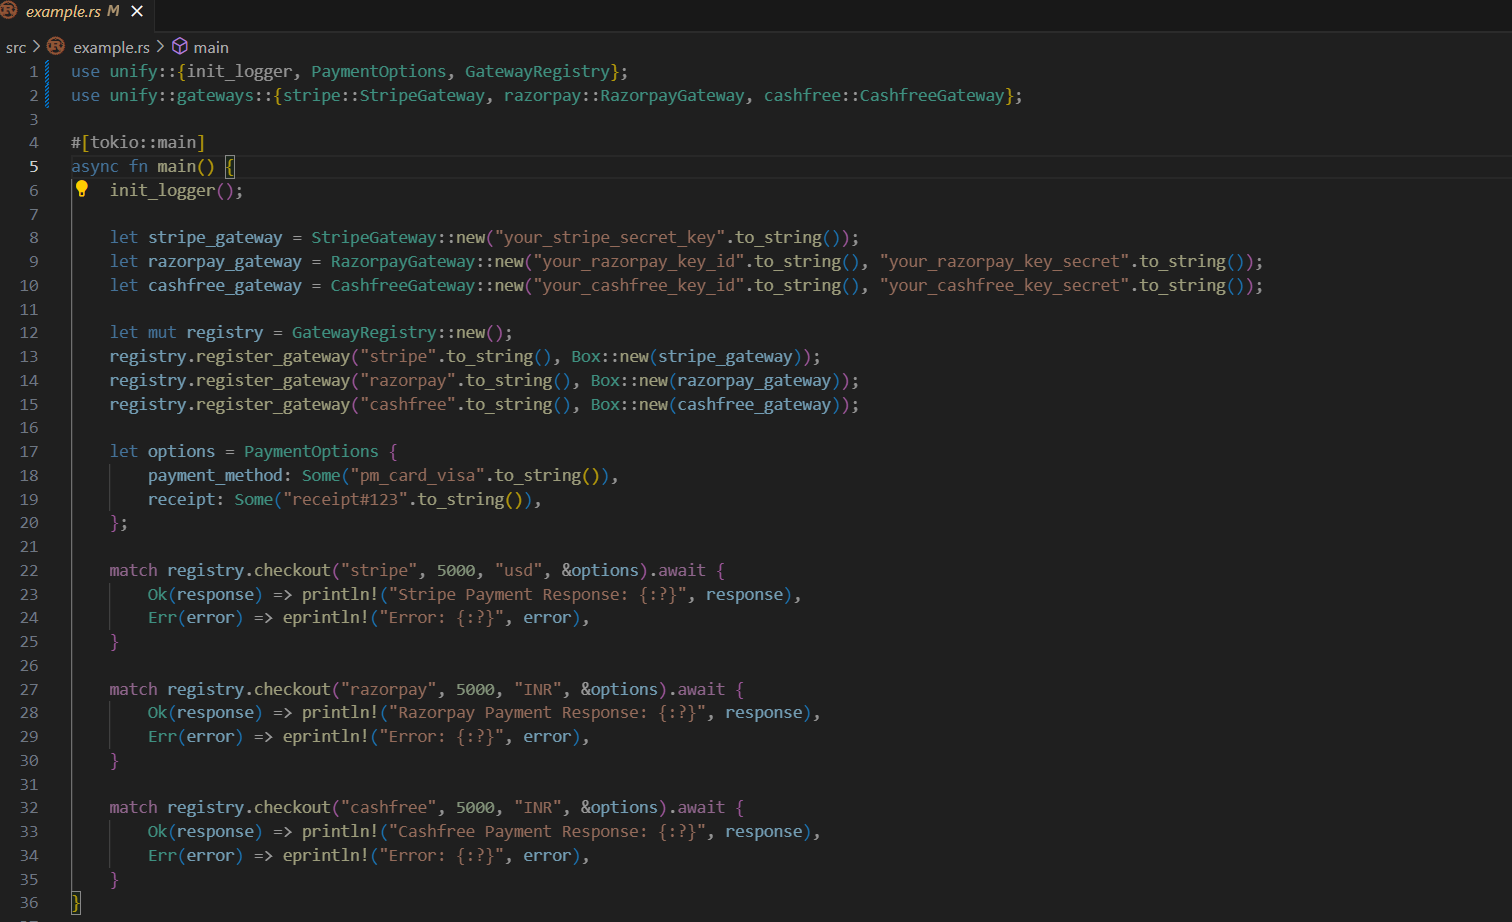 example.rs M ×
src > example.rs > main
1 use unify::{init_logger, PaymentOptions, GatewayRegistry};
2 use unify::gateways::{stripe::StripeGateway, razorpay::RazorpayGateway, cashfree::CashfreeGateway};
3
4 #[tokio::main]
5 async fn main() {
6     init_logger();
7
8     let stripe_gateway = StripeGateway::new("your_stripe_secret_key".to_string());
9     let razorpay_gateway = RazorpayGateway::new("your_razorpay_key_id".to_string(), "your_razorpay_key_secret".to_string());
10     let cashfree_gateway = CashfreeGateway::new("your_cashfree_key_id".to_string(), "your_cashfree_key_secret".to_string());
11
12     let mut registry = GatewayRegistry::new();
13     registry.register_gateway("stripe".to_string(), Box::new(stripe_gateway));
14     registry.register_gateway("razorpay".to_string(), Box::new(razorpay_gateway));
15     registry.register_gateway("cashfree".to_string(), Box::new(cashfree_gateway));
16
17     let options = PaymentOptions {
18         payment_method: Some("pm_card_visa".to_string()),
19         receipt: Some("receipt#123".to_string()),
20     };
21
22     match registry.checkout("stripe", 5000, "usd", &options).await {
23         Ok(response) => println!("Stripe Payment Response: {:?}", response),
24         Err(error) => eprintln!("Error: {:?}", error),
25     }
26
27     match registry.checkout("razorpay", 5000, "INR", &options).await {
28         Ok(response) => println!("Razorpay Payment Response: {:?}", response),
29         Err(error) => eprintln!("Error: {:?}", error),
30     }
31
32     match registry.checkout("cashfree", 5000, "INR", &options).await {
33         Ok(response) => println!("Cashfree Payment Response: {:?}", response),
34         Err(error) => eprintln!("Error: {:?}", error),
35     }
36 }